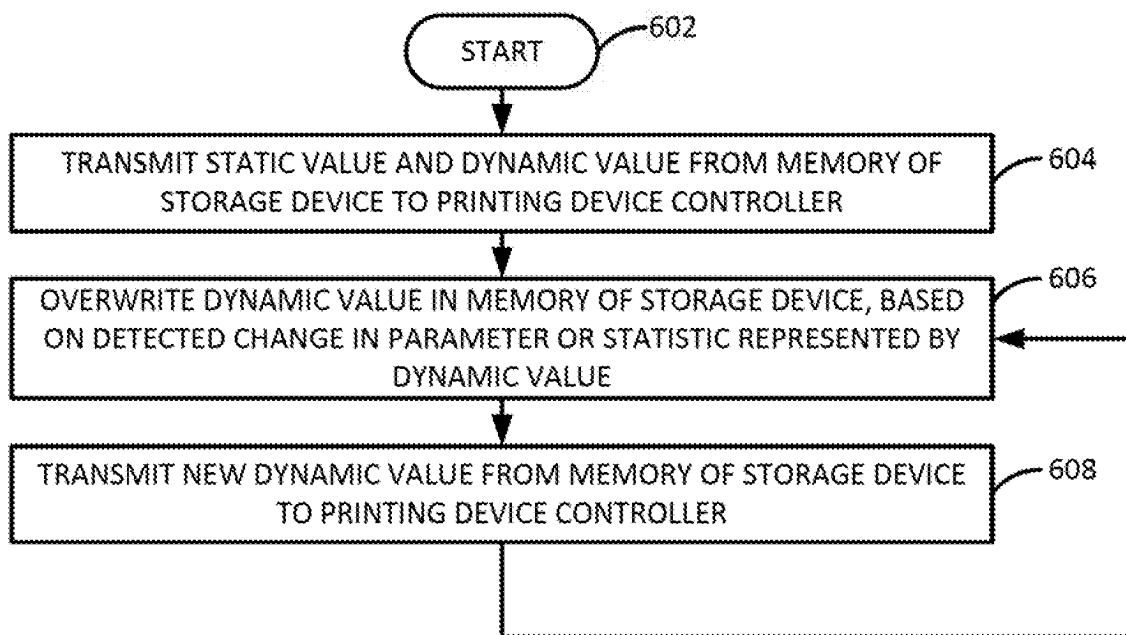 START
602
TRANSMIT STATIC VALUE AND DYNAMIC VALUE FROM MEMORY OF
STORAGE DEVICE TO PRINTING DEVICE CONTROLLER
604
OVERWRITE DYNAMIC VALUE IN MEMORY OF STORAGE DEVICE, BASED
ON DETECTED CHANGE IN PARAMETER OR STATISTIC REPRESENTED BY
DYNAMIC VALUE
606
TRANSMIT NEW DYNAMIC VALUE FROM MEMORY OF STORAGE DEVICE
TO PRINTING DEVICE CONTROLLER
608